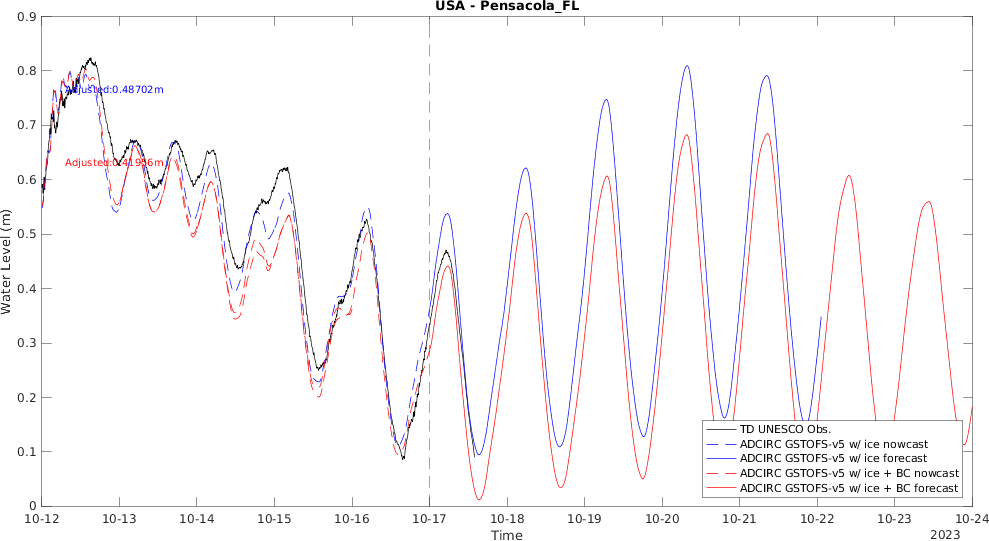 USA - Pensacola_FL
0.9
0.8
0.7
0.6
0.5
0.4
0.3
0.2
0.1
0
Water Level (m)
Adjusted:0.48702m
Adjusted:0.41956m
TD UNESCO Obs.
ADCIRC GSTOFS-v5 w/ ice nowcast
ADCIRC GSTOFS-v5 w/ ice forecast
ADCIRC GSTOFS-v5 w/ ice + BC nowcast
ADCIRC GSTOFS-v5 w/ ice + BC forecast
10-12 10-13 10-14 10-15 10-16 10-17 10-18 10-19 10-20 10-21 10-22 10-23 10-24
Time
2023